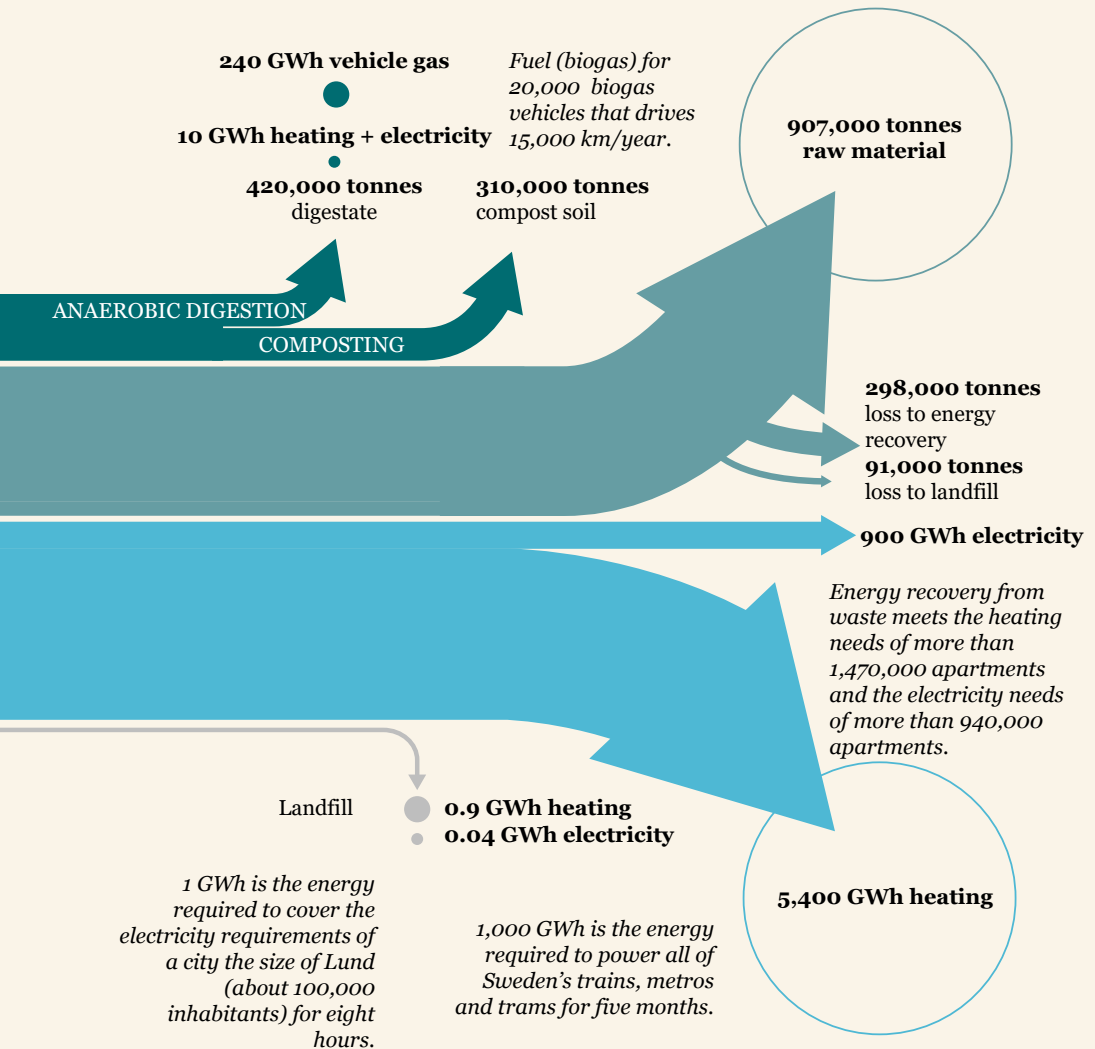 240 GWh vehicle gas
10 GWh heating + electricity
420,000 tonnes
digestate
Fuel (biogas) for
20,000 biogas
vehicles that drives
15,000 km/year.
310,000 tonnes
compost soil
907,000 tonnes
raw material
ANAEROBIC DIGESTION
COMPOSTING
298,000 tonnes
loss to energy
recovery
91,000 tonnes
loss to landfill
900 GWh electricity
Energy recovery from
waste meets the heating
needs of more than
1,470,000 apartments
and the electricity needs
of more than 940,000
apartments.
Landfill
0.9 GWh heating
0.04 GWh electricity
5,400 GWh heating
1 GWh is the energy
required to cover the
electricity requirements of
a city the size of Lund
(about 100,000
inhabitants) for eight
hours.
1,000 GWh is the energy
required to power all of
Sweden's trains, metros
and trams for five months.